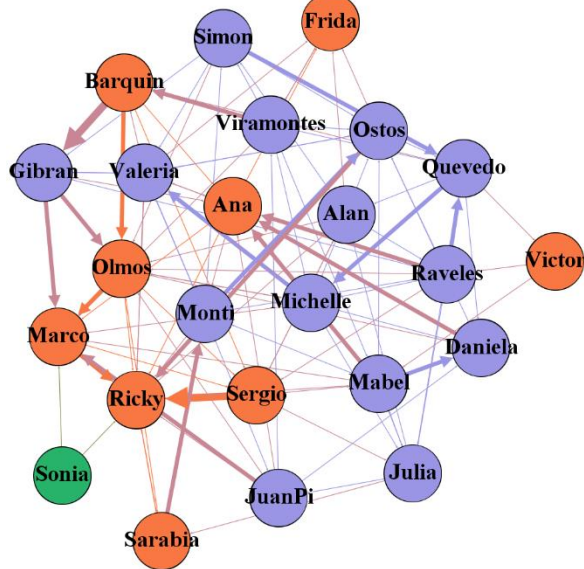 Frida
Simon
Barquin
Viramontes
Ostos
Gibran
Valeria
Quevedo
Ana
Alan
Olmos
Raveles
Victor
Marco
Monti
Michelle
Daniela
Ricky
Sergio
Mabel
Sonia
JuanPi
Julia
Sarabia